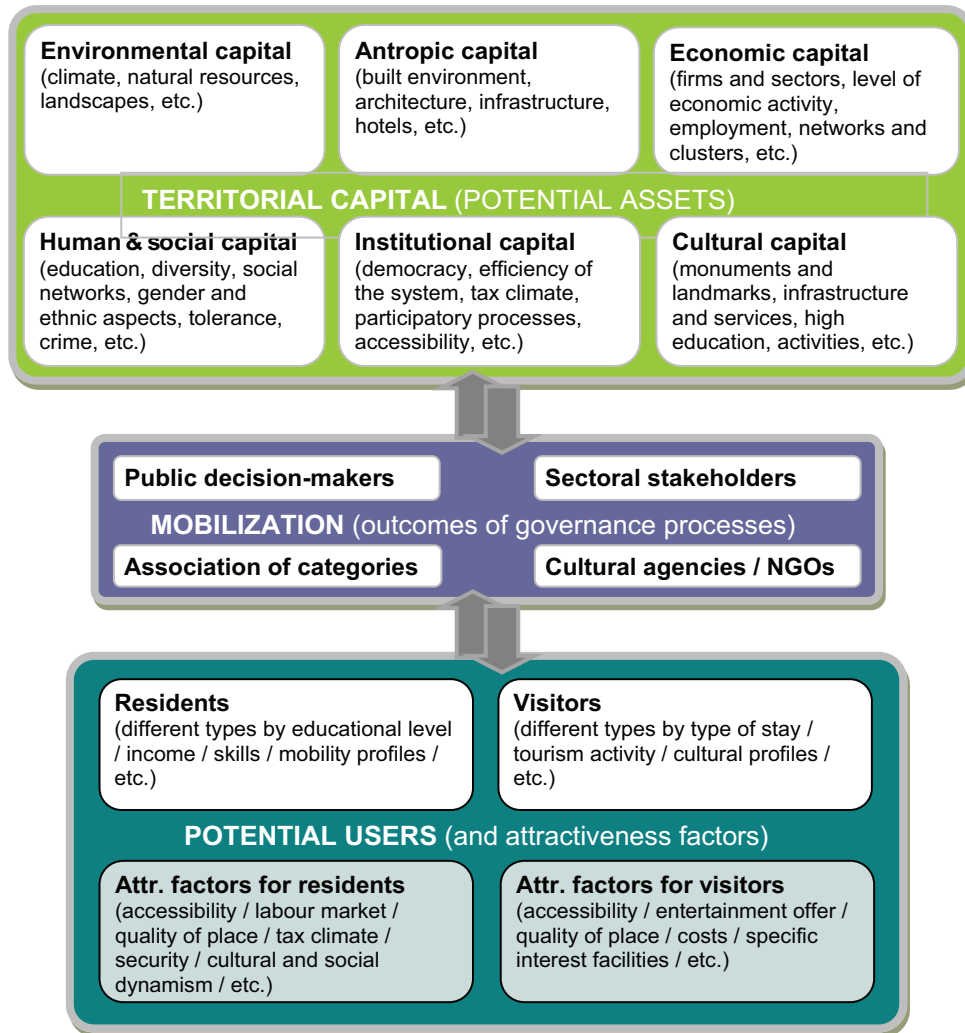 Environmental capital
(climate, natural resources,
landscapes, etc.)
Antropic capital
(built environment,
architecture, infrastructure,
hotels, etc.)
Economic capital
(firms and sectors, level of
economic activity,
employment, networks and
clusters, etc.)
TERRITORIAL CAPITAL (POTENTIAL ASSETS)
Human & social capital
(education, diversity, social
networks, gender and
ethnic aspects, tolerance,
crime, etc.)
Institutional capital
(democracy, efficiency of
the system, tax climate,
participatory processes,
accessibility, etc.)
Cultural capital
(monuments and
landmarks, infrastructure
and services, high
education, activities, etc.)
Public decision-makers
Sectoral stakeholders
MOBILIZATION (outcomes of governance processes)
Association of categories
Cultural agencies / NGOs
Residents
(different types by educational level
/ income / skills / mobility profiles /
etc.)
Visitors
(different types by type of stay /
tourism activity / cultural profiles /
etc.)
POTENTIAL USERS (and attractiveness factors)
Attr. factors for residents
(accessibility / labour market /
quality of place / tax climate /
security / cultural and social
dynamism / etc.)
Attr. factors for visitors
(accessibility / entertainment offer /
quality of place / costs / specific
interest facilities / etc.)